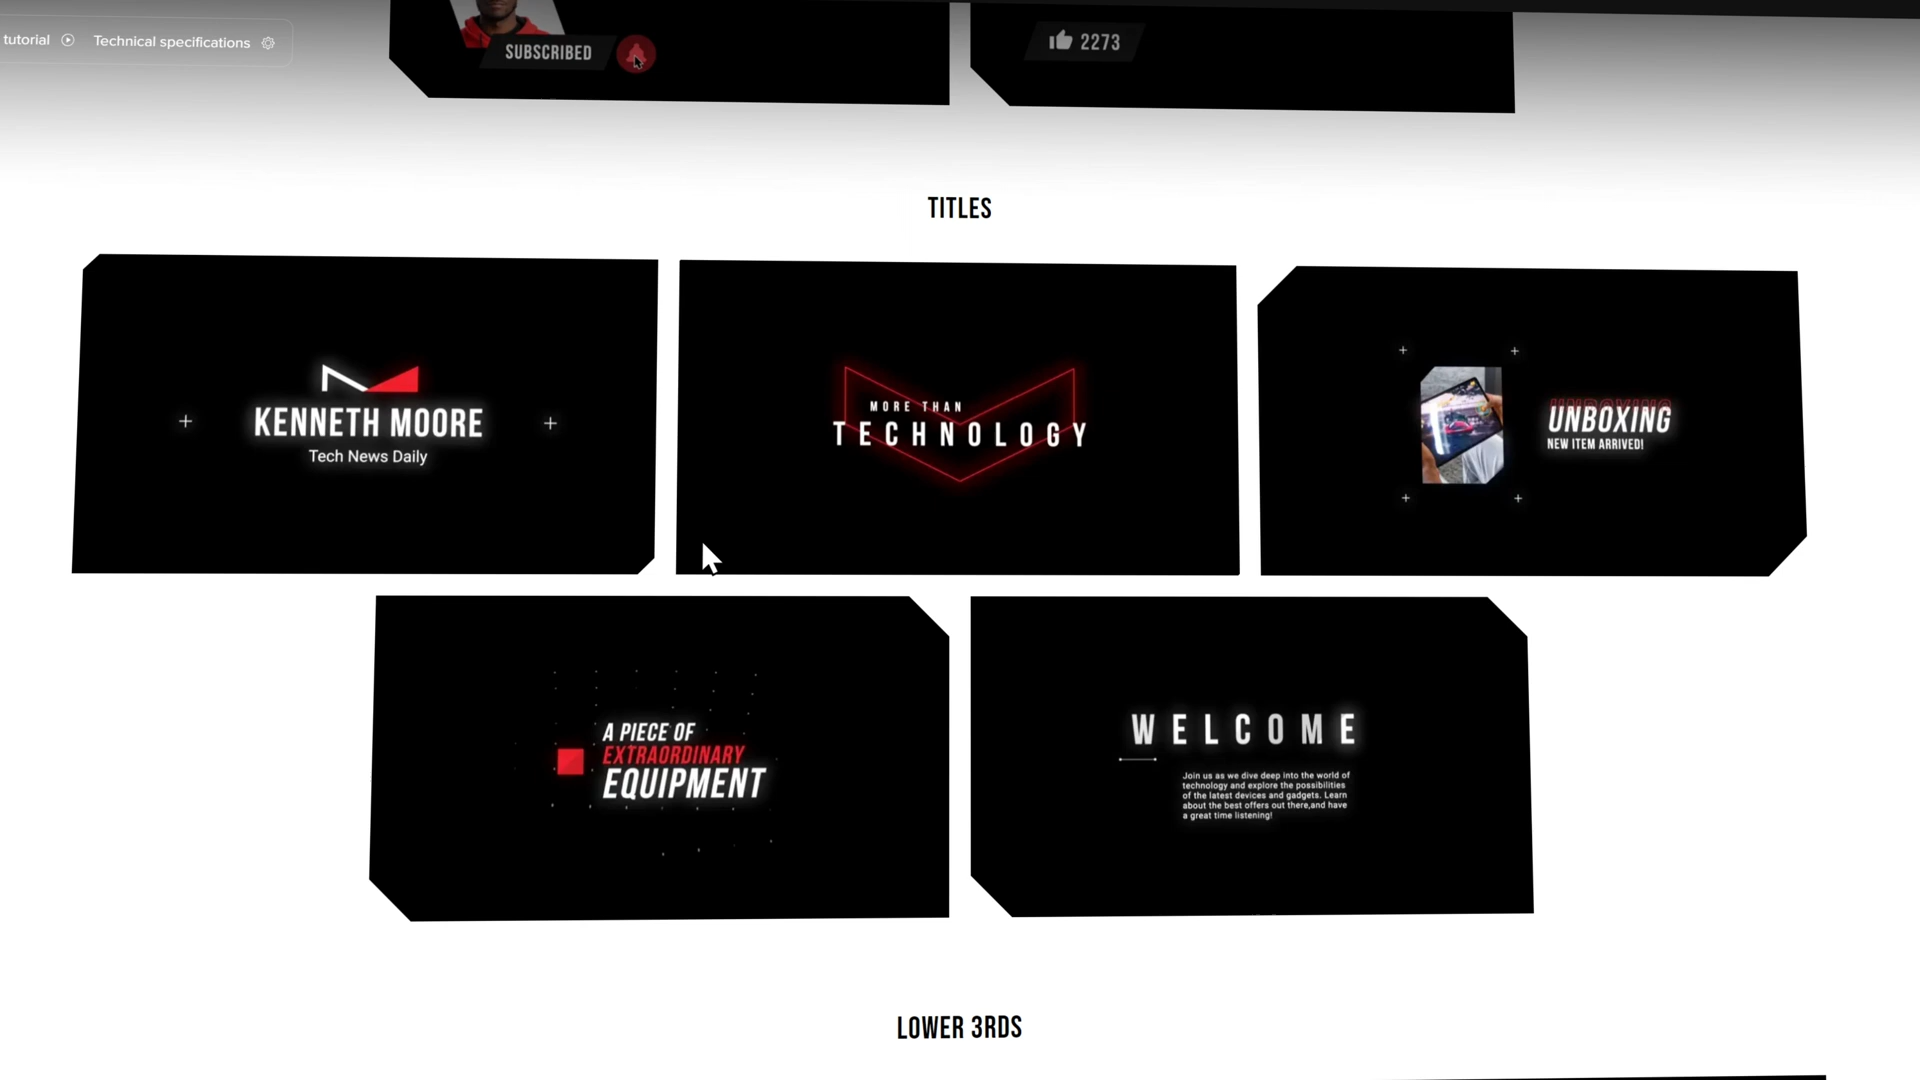 tutorial
Technical specifications
SUBSCRIBED
2273
TITLES
KENNETH MOORE
Tech News Daily
MORE THAN
TECHNOLOGY
UNBOXING
UNBOXING
NEW ITEM ARRIVED!
A PIECE OF
EXTRAORDINARY
EQUIPMENT
WELCOME
Join us as we dive deep into the world of
technology and explore the possibilities
of the latest devices and gadgets. Learn
about the best offers out there,and have
a great time listening!
LOWER 3RDS